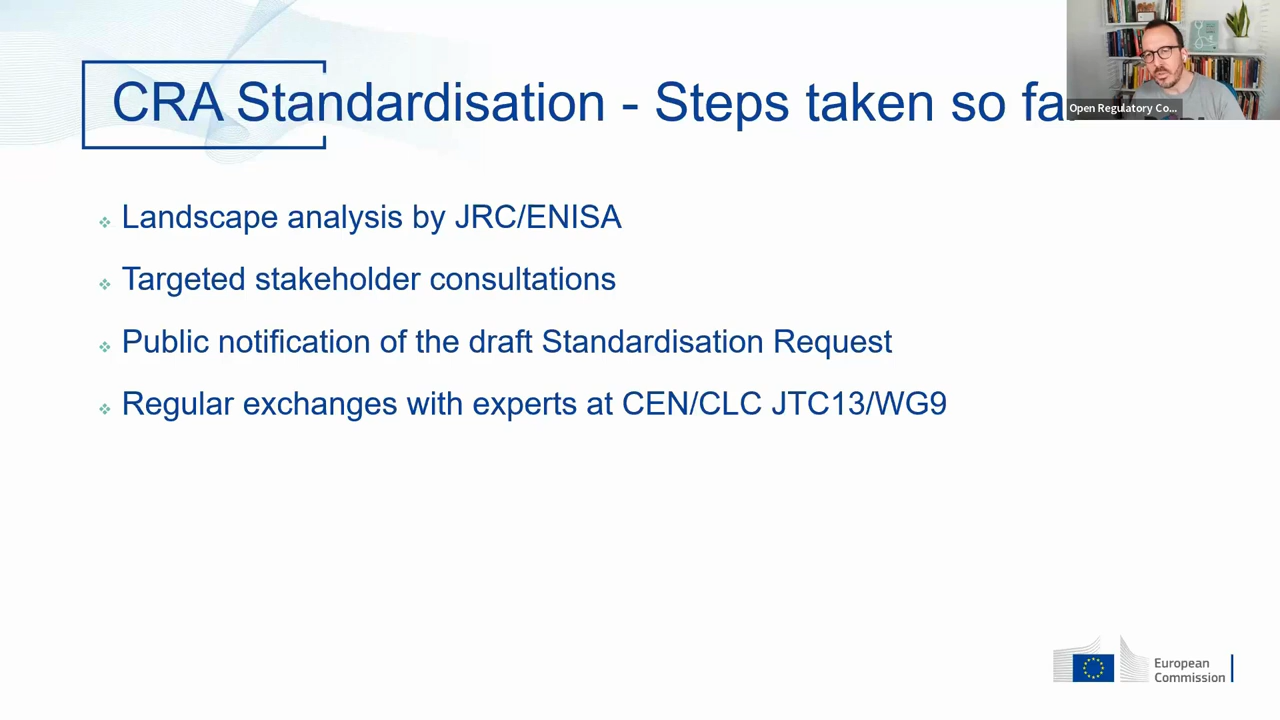 CRA Standardisation - Steps taken so fa
Open Regulatory Co...
Landscape analysis by JRC/ENISA
Targeted stakeholder consultations
Public notification of the draft Standardisation Request
Regular exchanges with experts at CEN/CLC JTC13/WG9
European
Commission